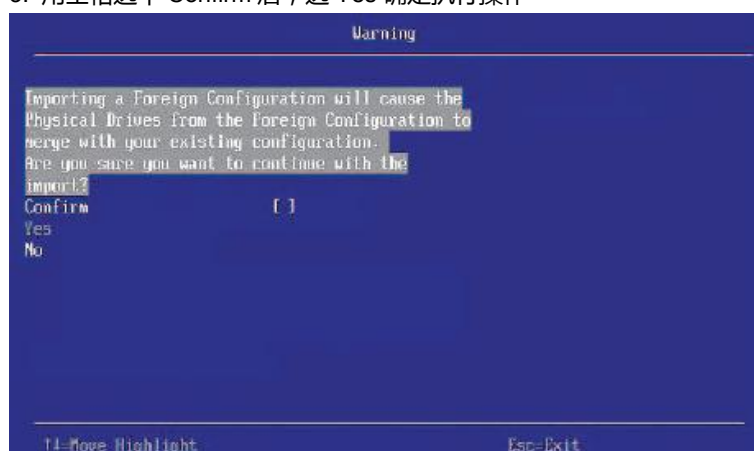 Warning
Importing a Foreign Configuration will cause the
Physical Drives from the Foreign Configuration to
merge with your existing configuration.
Are you sure you want to continue with the
import?
Confirm [ ]
Yes
No
↑↓=Move Highlight Esc=Exit